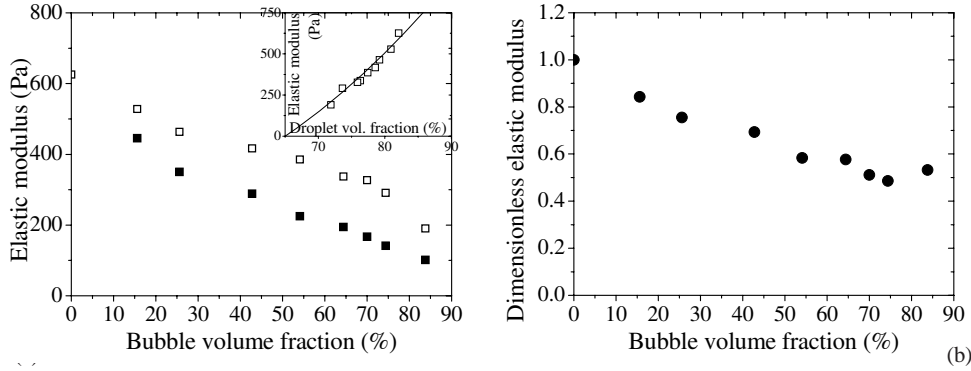 800
600
400
200
0
0 10 20 30 40 50 60 70 80 90
Elastic modulus (Pa)
Bubble volume fraction (%)
750
500
250
0
70 80 90
Elastic modulus
(Pa)
Droplet vol. fraction (%)
1.2
1.0
0.8
0.6
0.4
0.2
0.0
0 10 20 30 40 50 60 70 80 90
Dimensionless elastic modulus
Bubble volume fraction (%)
(b)